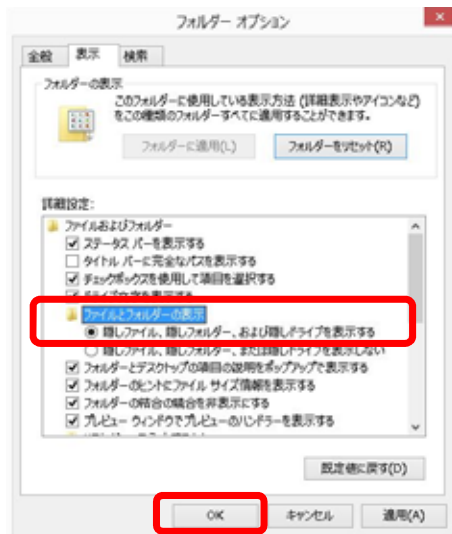 フォルダー オプション
全般 表示 検索
フォルダーの表示
このフォルダーに使用している表示方法 (詳細表示やアイコンなど)
をこの種類のフォルダーすべてに適用することができます。
フォルダーに適用(L) フォルダーをリセット(R)
詳細設定:
ファイルおよびフォルダー
ステータス バーを表示する
タイトル バーに完全なパスを表示する
チェックボックスを使用して項目を選択する
ドライブ文字を表示する
ファイルとフォルダーの表示
隠しファイル、隠しフォルダー、および隠しドライブを表示する
隠しファイル、隠しフォルダー、または隠しドライブを表示しない
フォルダーとデスクトップの項目の説明をポップアップで表示する
フォルダーのヒントにファイル サイズ情報を表示する
フォルダーの結合の競合を非表示にする
プレビュー ウィンドウでプレビューのハンドラーを表示する
既定値に戻す(D)
OK キャンセル 適用(A)